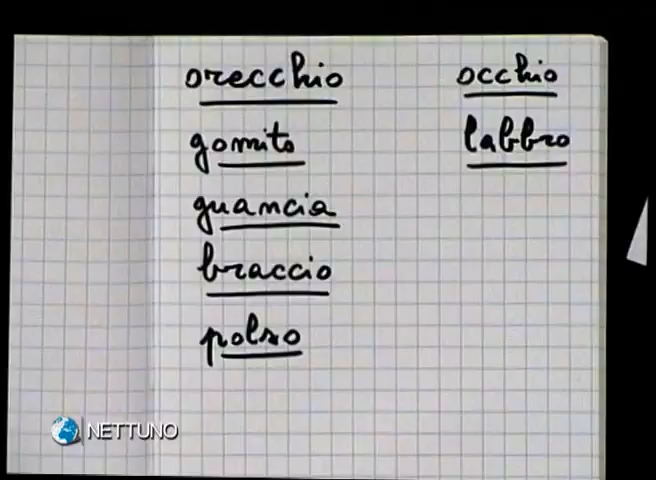 orecchio
gomito
guancia
braccio
polso
occhio
labbro
NETTUNO